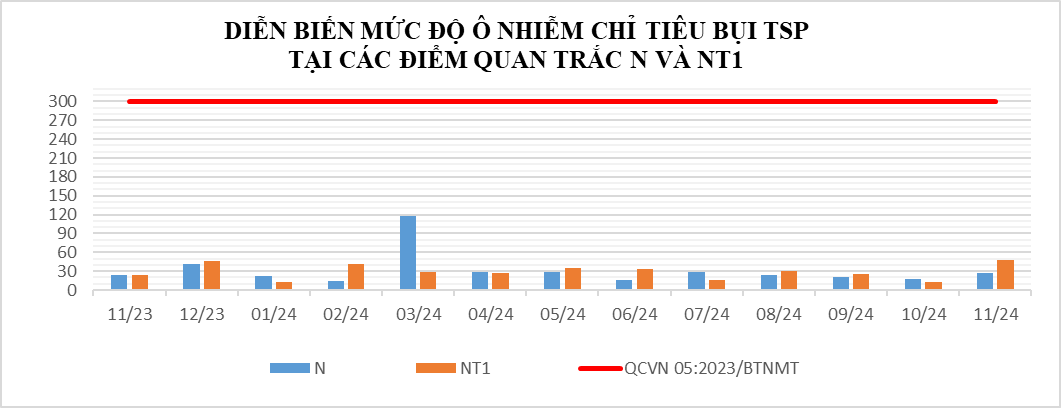 DIỄN BIẾN MỨC ĐỘ Ô NHIỄM CHỈ TIÊU BỤI TSP
TẠI CÁC ĐIỂM QUAN TRẮC N VÀ NT1
300
270
240
210
180
150
120
90
60
30
0
11/23 12/23 01/24 02/24 03/24 04/24 05/24 06/24 07/24 08/24 09/24 10/24 11/24
N NT1 QCVN 05:2023/BTNMT